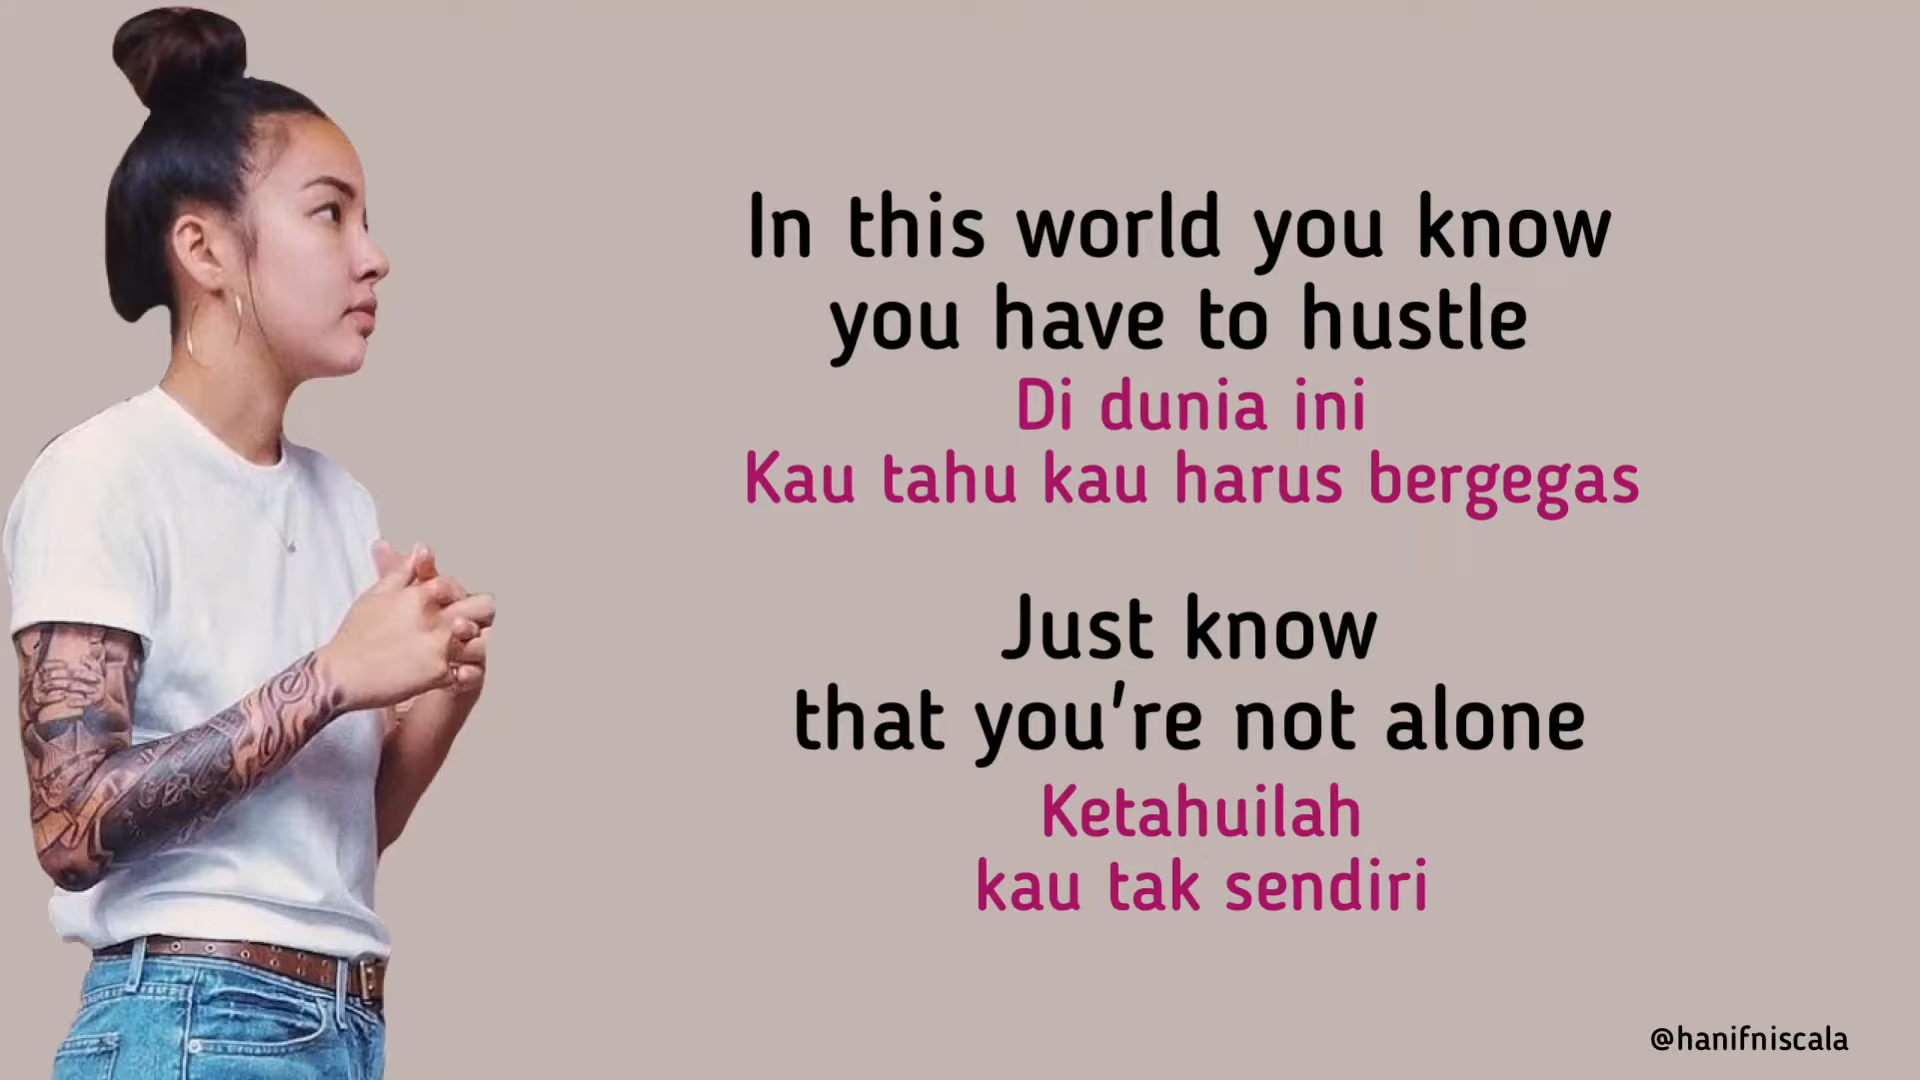 In this world you know
you have to hustle
Di dunia ini
Kau tahu kau harus bergegas
Just know
that you're not alone
Ketahuilah
kau tak sendiri
@hanifniscala